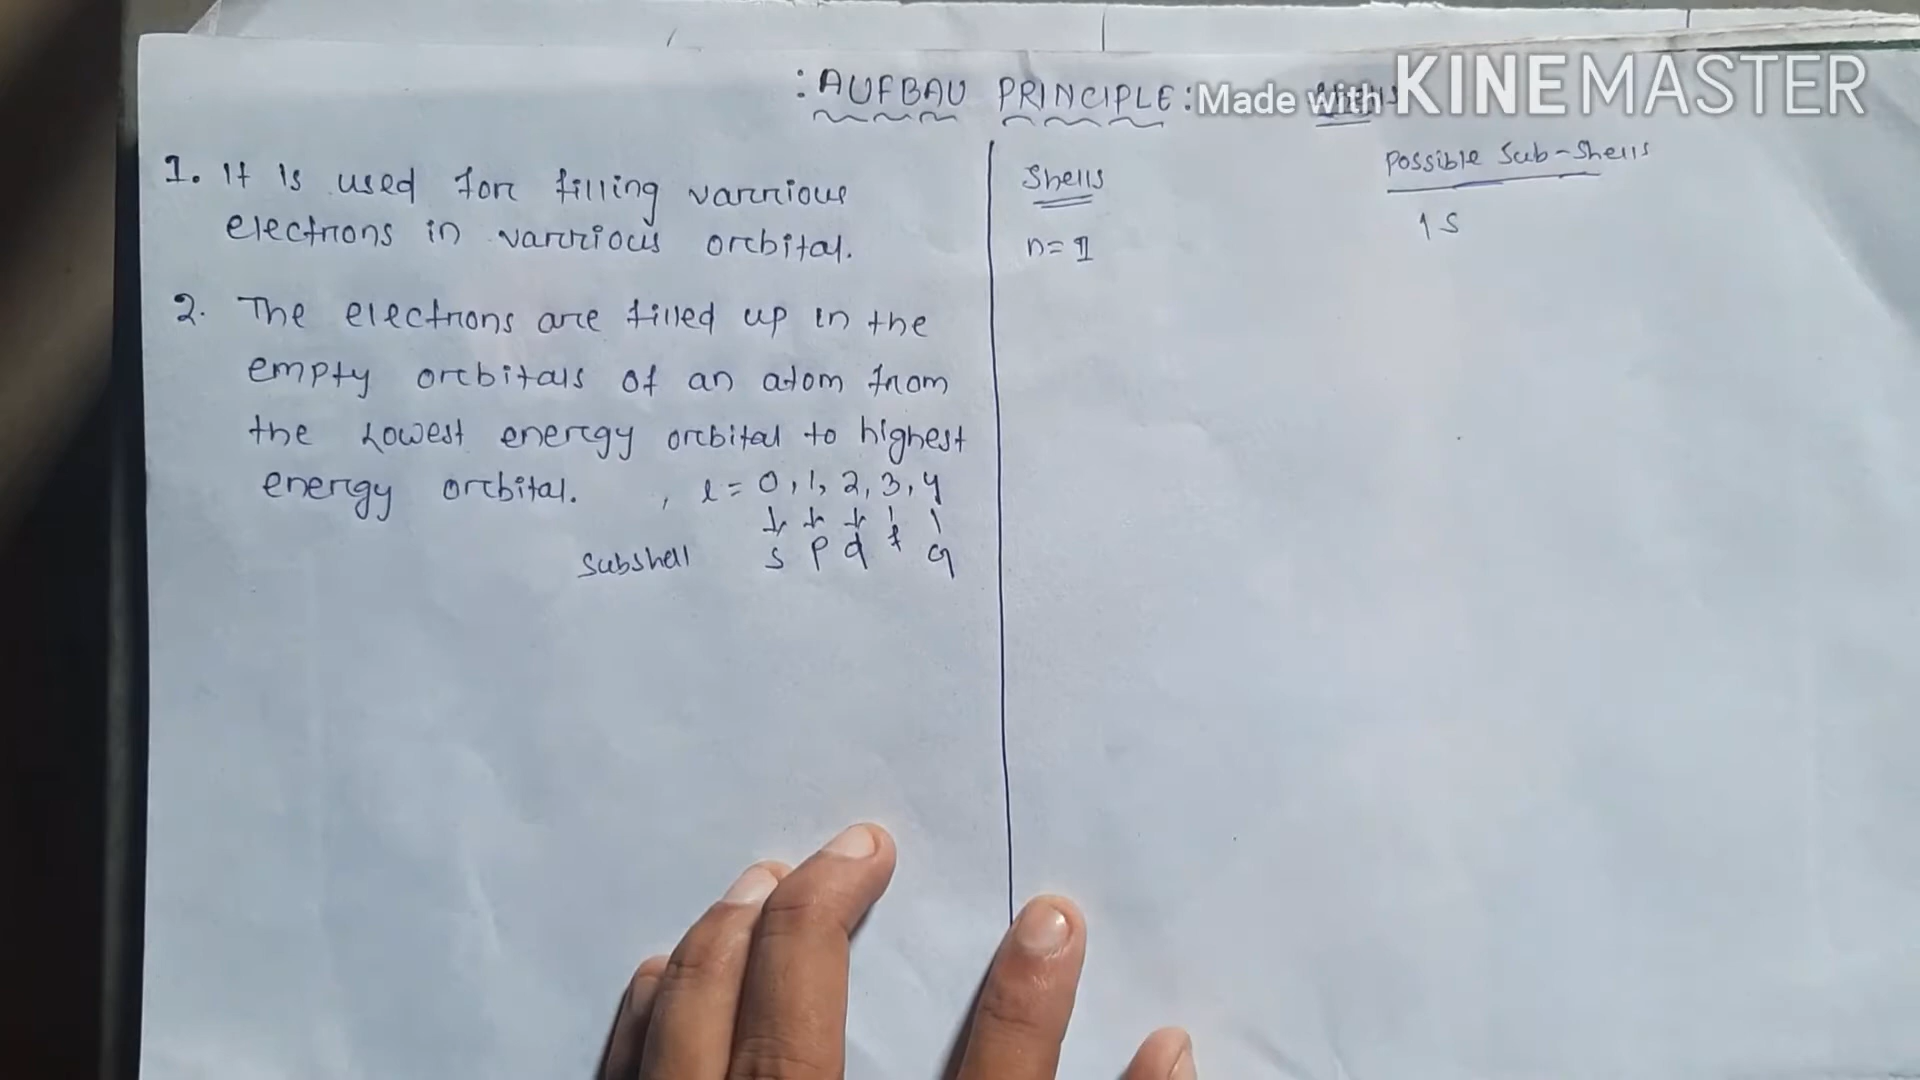 : AUFBAU PRINCIPLE:
Made with KINEMASTER
1. It is used for filling varrious
electrons in varrious orbital.
2. The electrons are filled up in the
empty orbitals of an atom from
the Lowest energy orbital to highest
energy orbital. , l = 0, 1, 2, 3, 4
Subshell s p d f g
Shells
n= 1
Possible Sub-Shells
1 s